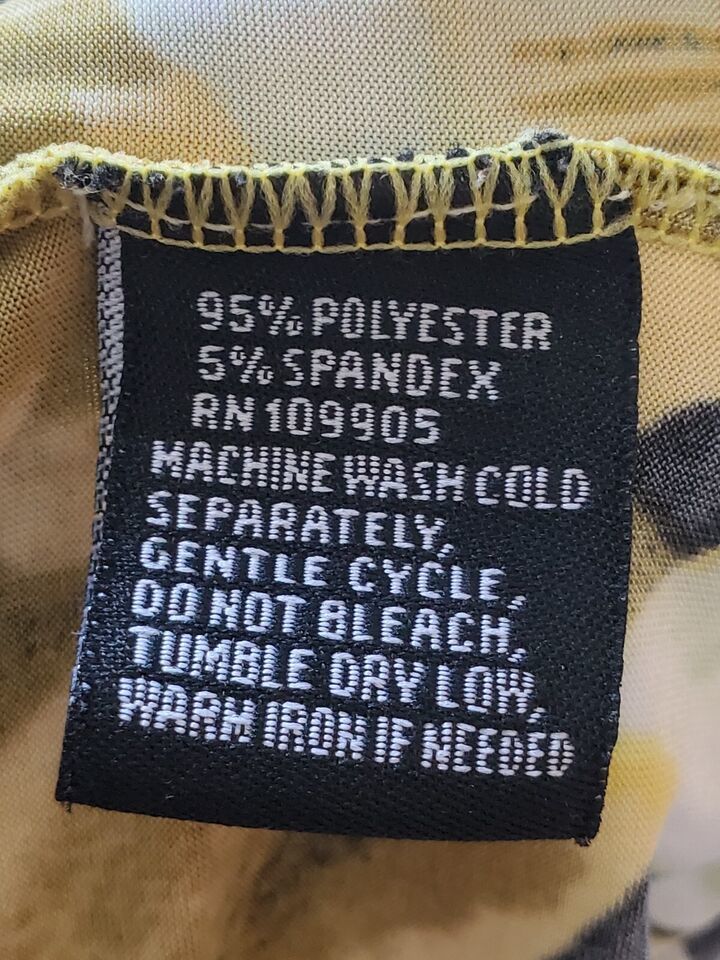 95% POLYESTER
5% SPANDEX
RN 109905
MACHINE WASH COLD
SEPARATELY,
GENTLE CYCLE,
DO NOT BLEACH,
TUMBLE DRY LOW,
WARM IRON IF NEEDED